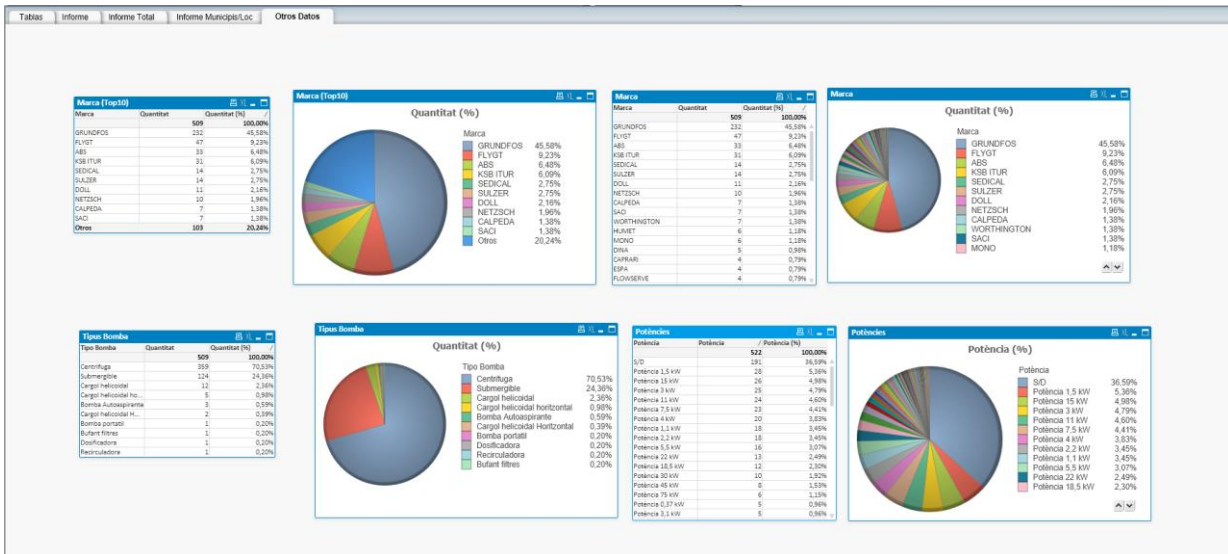 Tablas Informe Informe Total Informe Municipis/Loc Otros Datos
Marca (Top10)
Marca Quantitat Quantitat (%)
509 100,00%
GRUNDFOS 232 45,58%
FLYGT 47 9,23%
ABS 33 6,48%
KSB ITUR 31 6,09%
SEDICAL 14 2,75%
SULZER 14 2,75%
DOLL 11 2,16%
NETZSCH 10 1,96%
CALPEDA 7 1,38%
SACI 7 1,38%
Otros 103 20,24%
Marca (Top10)
Quantitat (%)
Marca
GRUNDFOS 45,58%
FLYGT 9,23%
ABS 6,48%
KSB ITUR 6,09%
SEDICAL 2,75%
SULZER 2,75%
DOLL 2,16%
NETZSCH 1,96%
CALPEDA 1,38%
SACI 1,38%
Otros 20,24%
Marca
Marca Quantitat Quantitat (%)
509 100,00%
GRUNDFOS 232 45,58%
FLYGT 47 9,23%
ABS 33 6,48%
KSB ITUR 31 6,09%
SEDICAL 14 2,75%
SULZER 14 2,75%
DOLL 11 2,16%
NETZSCH 10 1,96%
CALPEDA 7 1,38%
SACI 7 1,38%
WORTHINGTON 7 1,38%
HUMET 6 1,18%
MONO 6 1,18%
DINA 5 0,98%
CAPRARI 4 0,79%
ESPA 4 0,79%
FLOWSERVE 4 0,79%
Marca
Quantitat (%)
Marca
GRUNDFOS 45,58%
FLYGT 9,23%
ABS 6,48%
KSB ITUR 6,09%
SEDICAL 2,75%
SULZER 2,75%
DOLL 2,16%
NETZSCH 1,96%
CALPEDA 1,38%
WORTHINGTON 1,38%
SACI 1,38%
MONO 1,18%
Tipus Bomba
Tipo Bomba Quantitat Quantitat (%)
509 100,00%
Centrifuga 359 70,53%
Submergible 124 24,36%
Cargol helicoidal 12 2,36%
Cargol helicoidal ho... 5 0,98%
Bomba Autoaspirante 3 0,59%
Cargol helicoidal H... 2 0,39%
Bomba portatil 1 0,20%
Bufant filtres 1 0,20%
Dosificadora 1 0,20%
Recirculadora 1 0,20%
Tipus Bomba
Quantitat (%)
Tipo Bomba
Centrifuga 70,53%
Submergible 24,36%
Cargol helicoidal 2,36%
Cargol helicoidal horitzontal 0,98%
Bomba Autoaspirante 0,59%
Cargol helicoidal Horitzontal 0,39%
Bomba portatil 0,20%
Dosificadora 0,20%
Recirculadora 0,20%
Bufant filtres 0,20%
Potències
Potència Potència / Potència (%)
522 100,00%
S/D 191 36,59%
Potència 1,5 kW 28 5,36%
Potència 15 kW 26 4,98%
Potència 3 kW 25 4,79%
Potència 11 kW 24 4,60%
Potència 7,5 kW 23 4,41%
Potència 4 kW 20 3,83%
Potència 1,1 kW 18 3,45%
Potència 2,2 kW 18 3,45%
Potència 5,5 kW 16 3,07%
Potència 22 kW 13 2,49%
Potència 18,5 kW 12 2,30%
Potència 30 kW 10 1,92%
Potència 45 kW 8 1,53%
Potència 75 kW 6 1,15%
Potència 0,37 kW 5 0,96%
Potència 3,1 kW 5 0,96%
Potències
Potència (%)
Potència
S/D 36,59%
Potència 1,5 kW 5,36%
Potència 15 kW 4,98%
Potència 3 kW 4,79%
Potència 11 kW 4,60%
Potència 7,5 kW 4,41%
Potència 4 kW 3,83%
Potència 2,2 kW 3,45%
Potència 1,1 kW 3,45%
Potència 5,5 kW 3,07%
Potència 22 kW 2,49%
Potència 18,5 kW 2,30%